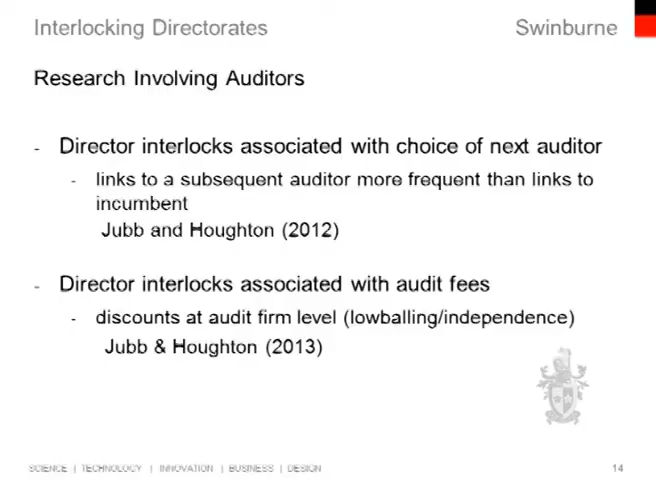 Interlocking Directorates
Swinburne
Research Involving Auditors
- Director interlocks associated with choice of next auditor
- links to a subsequent auditor more frequent than links to
incumbent
Jubb and Houghton (2012)
- Director interlocks associated with audit fees
- discounts at audit firm level (lowballing/independence)
Jubb & Houghton (2013)
SCIENCE | TECHNOLOGY | INNOVATION | BUSINESS | DESIGN
14